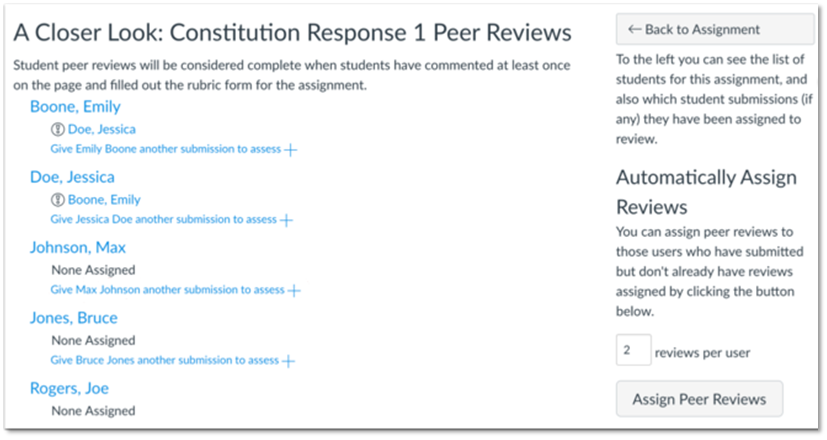 A Closer Look: Constitution Response 1 Peer Reviews
Student peer reviews will be considered complete when students have commented at least once
on the page and filled out the rubric form for the assignment.
Boone, Emily
Doe, Jessica
Give Emily Boone another submission to assess
Doe, Jessica
Boone, Emily
Give Jessica Doe another submission to assess
Johnson, Max
None Assigned
Give Max Johnson another submission to assess
Jones, Bruce
None Assigned
Give Bruce Jones another submission to assess
Rogers, Joe
None Assigned
← Back to Assignment
To the left you can see the list of
students for this assignment, and
also which student submissions (if
any) they have been assigned to
review.
Automatically Assign
Reviews
You can assign peer reviews to
those users who have submitted
but don't already have reviews
assigned by clicking the button
below.
2 reviews per user
Assign Peer Reviews